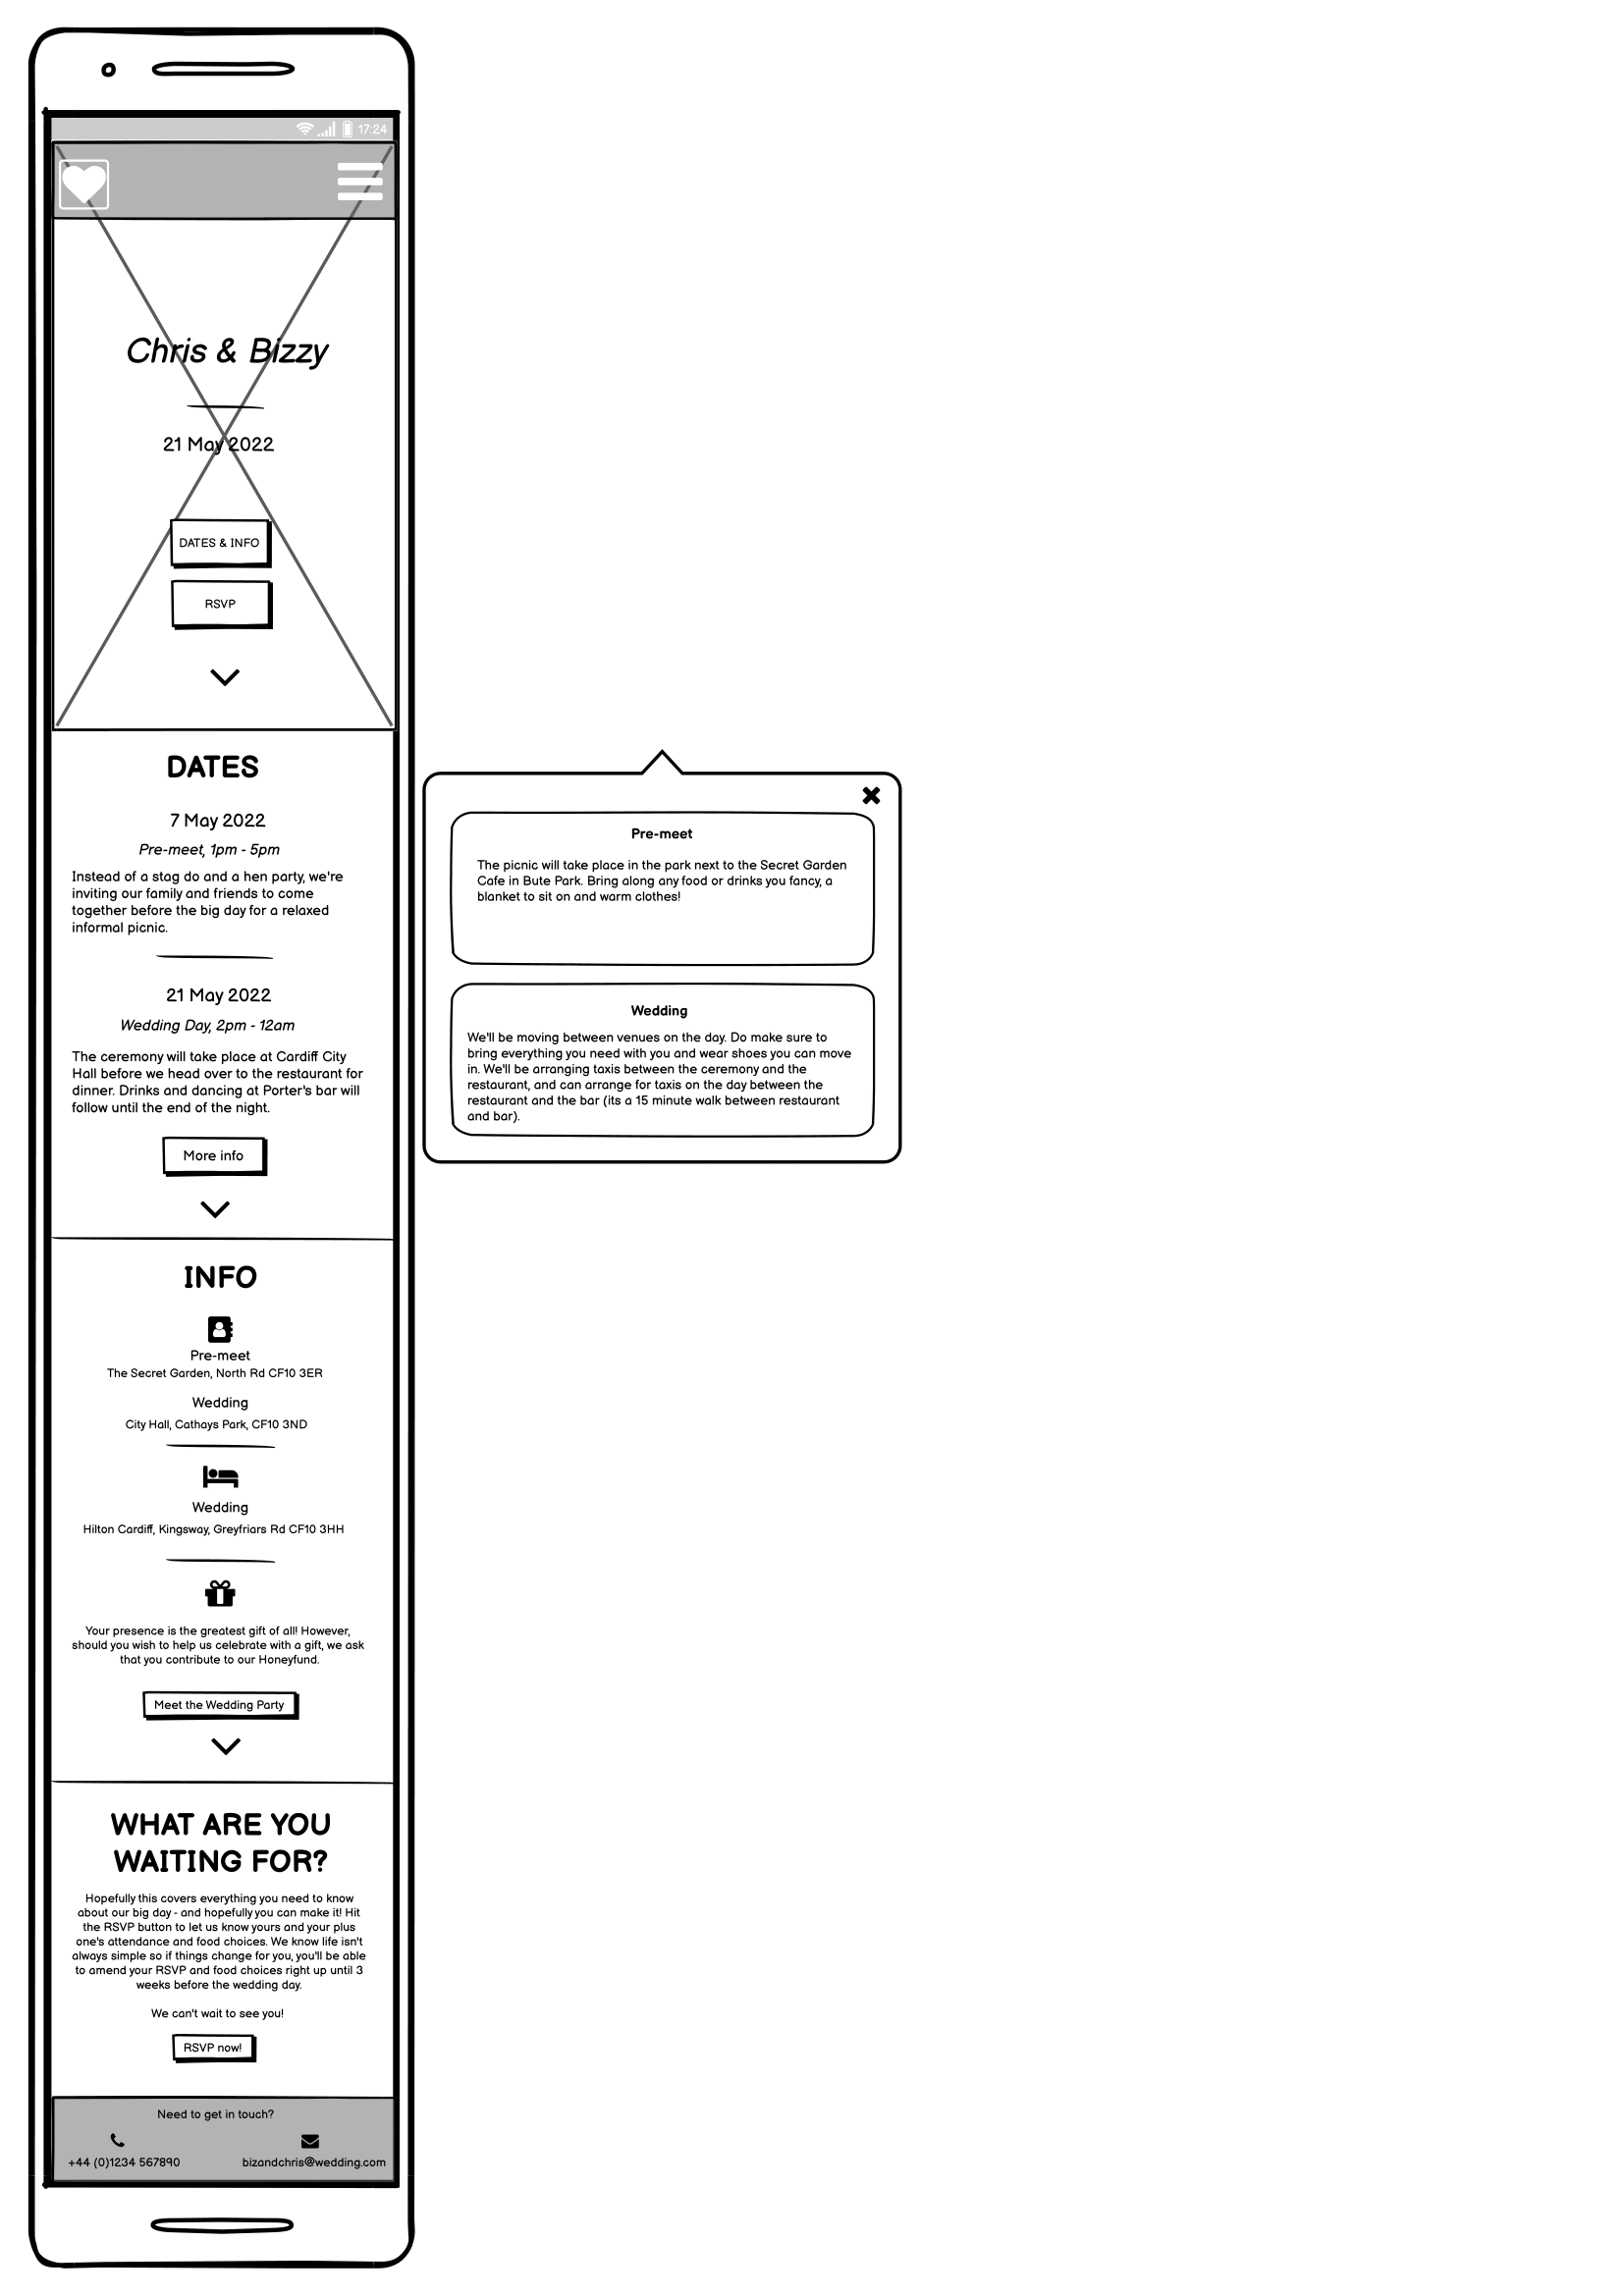 17:24
Chris & Bizzy
21 May 2022
DATES & INFO
RSVP
DATES
7 May 2022
Pre-meet, 1pm - 5pm
Instead of a stag do and a hen party, we're
inviting our family and friends to come
together before the big day for a relaxed
informal picnic.
21 May 2022
Wedding Day, 2pm - 12am
The ceremony will take place at Cardiff City
Hall before we head over to the restaurant for
dinner. Drinks and dancing at Porter's bar will
follow until the end of the night.
More info
Pre-meet
The picnic will take place in the park next to the Secret Garden
Cafe in Bute Park. Bring along any food or drinks you fancy, a
blanket to sit on and warm clothes!
Wedding
We'll be moving between venues on the day. Do make sure to
bring everything you need with you and wear shoes you can move
in. We'll be arranging taxis between the ceremony and the
restaurant, and can arrange for taxis on the day between the
restaurant and the bar (its a 15 minute walk between restaurant
and bar).
INFO
Pre-meet
The Secret Garden, North Rd CF10 3ER
Wedding
City Hall, Cathays Park, CF10 3ND
Wedding
Hilton Cardiff, Kingsway, Greyfriars Rd CF10 3HH
Your presence is the greatest gift of all! However,
should you wish to help us celebrate with a gift, we ask
that you contribute to our Honeyfund.
Meet the Wedding Party
WHAT ARE YOU
WAITING FOR?
Hopefully this covers everything you need to know
about our big day - and hopefully you can make it! Hit
the RSVP button to let us know yours and your plus
one's attendance and food choices. We know life isn't
always simple so if things change for you, you'll be able
to amend your RSVP and food choices right up until 3
weeks before the wedding day.
We can't wait to see you!
RSVP now!
Need to get in touch?
+44 (0)1234 567890
bizandchris@wedding.com